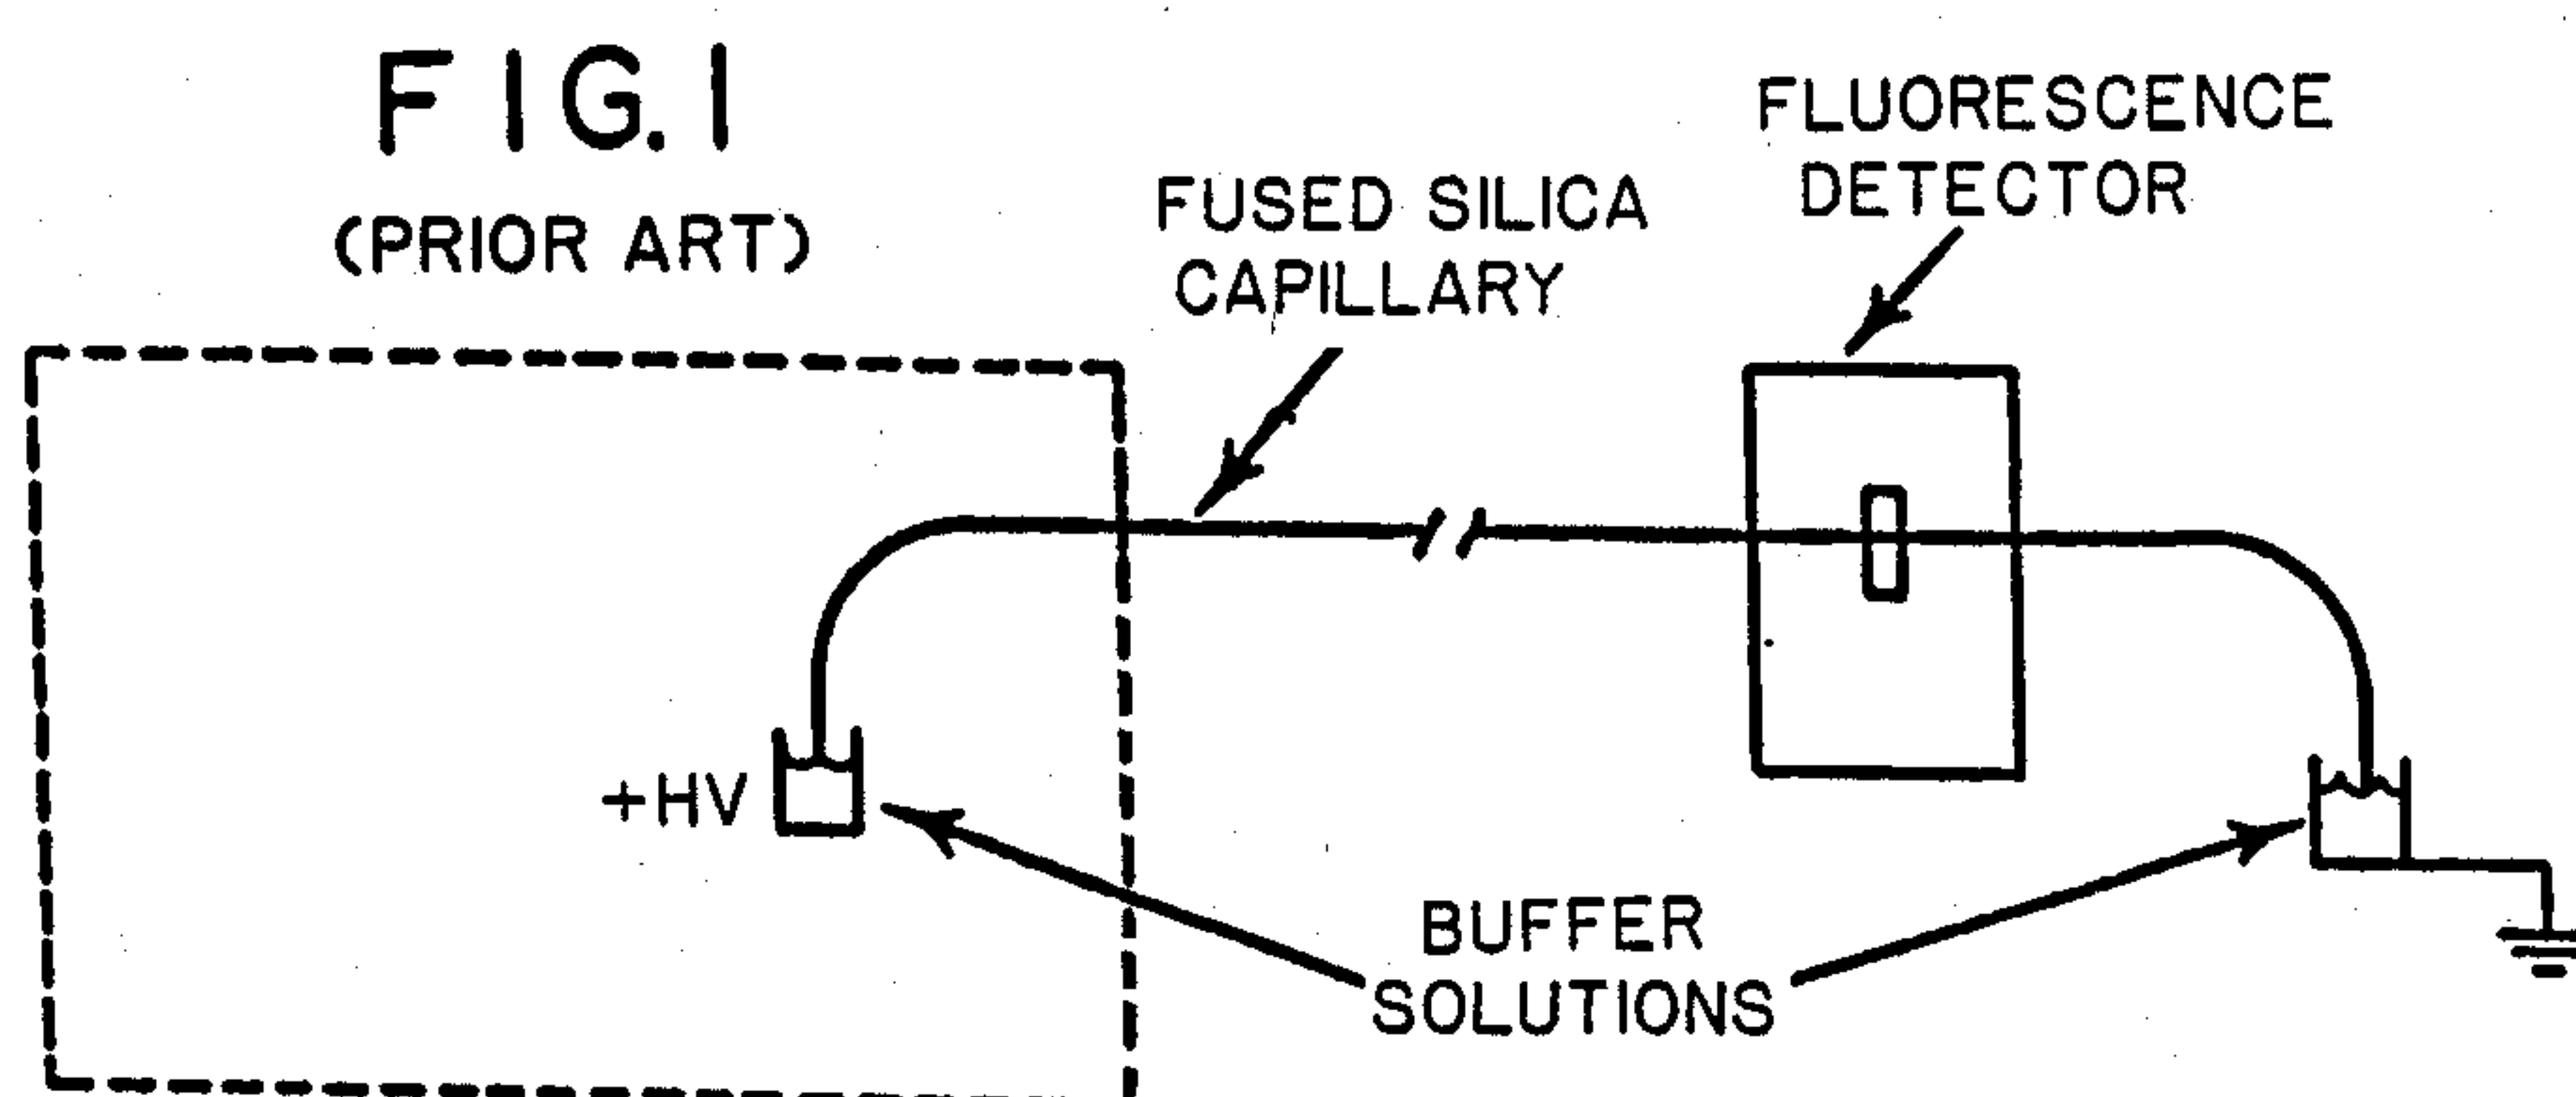 FIG. 1
(PRIOR ART)
FUSED SILICA
CAPILLARY
FLUORESCENCE
DETECTOR
+HV
BUFFER
SOLUTIONS